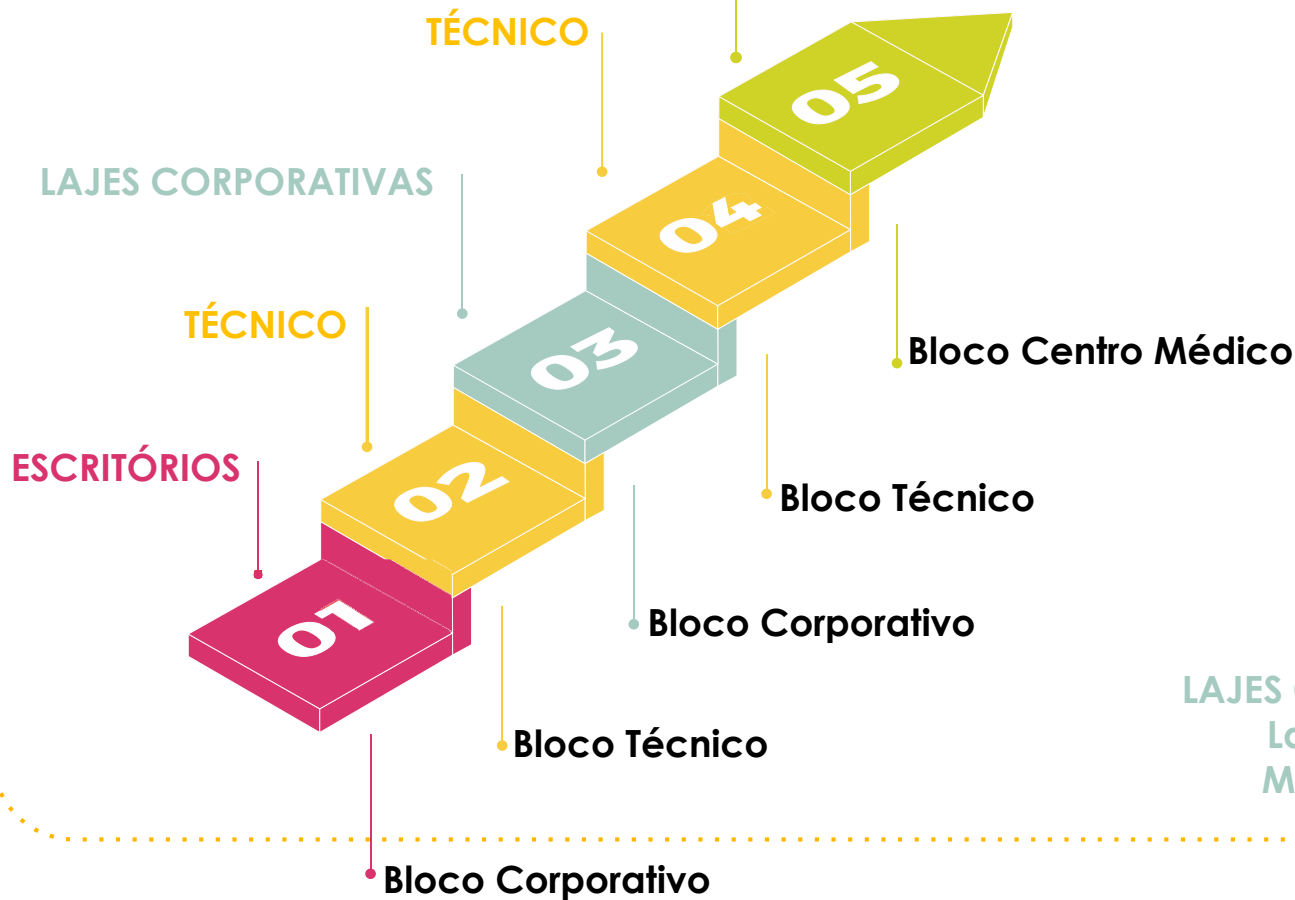 TÉCNICO
05
LAJES CORPORATIVAS
04
TÉCNICO
03
Bloco Centro Médico
ESCRITÓRIOS
02
Bloco Técnico
01
Bloco Corporativo
LAJES
Bloco Técnico
Bloco Corporativo